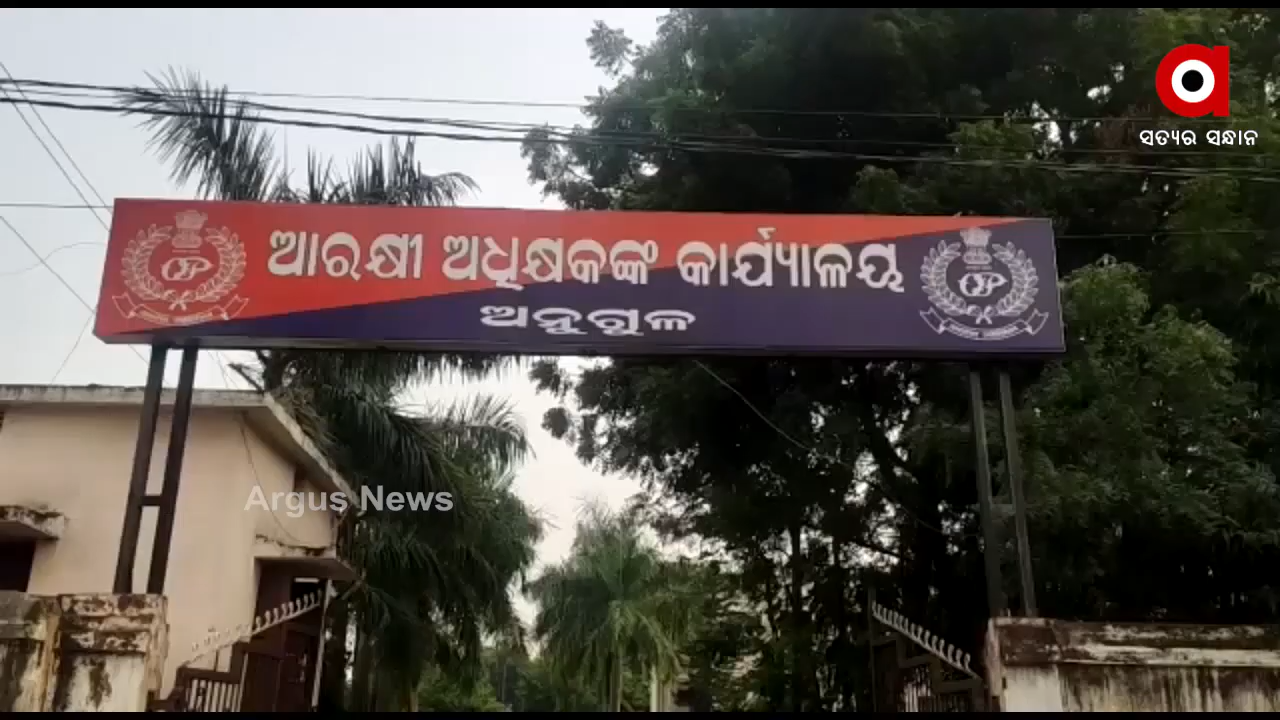 ସତ୍ୟର ସନ୍ଧାନ
ଆରକ୍ଷୀ ଅଧିକ୍ଷକଙ୍କ କାର୍ଯ୍ୟାଳୟ
ଅନୁଗୁଳ
Argus News